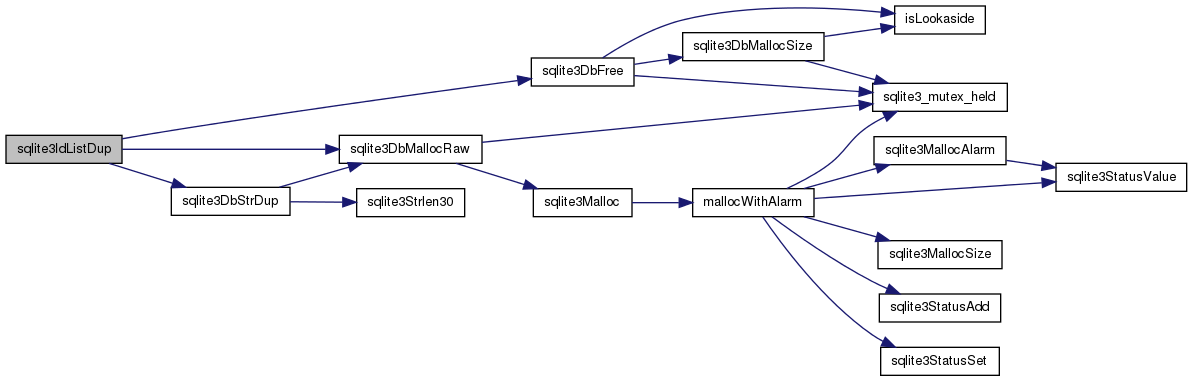 sqlite3IdListDup
sqlite3DbFree
sqlite3DbMallocRaw
sqlite3DbStrDup
sqlite3Strlen30
sqlite3DbMallocSize
isLookaside
sqlite3_mutex_held
sqlite3Malloc
mallocWithAlarm
sqlite3MallocAlarm
sqlite3StatusValue
sqlite3MallocSize
sqlite3StatusAdd
sqlite3StatusSet